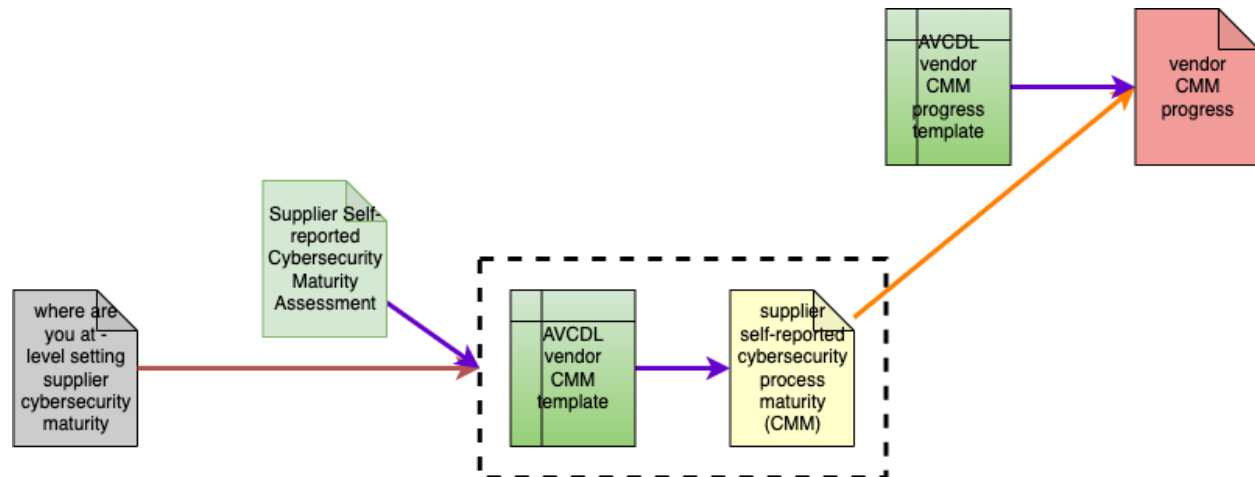 AVCDL
vendor
CMM
progress
template
vendor
CMM
progress
Supplier Self-
reported
Cybersecurity
Maturity
Assessment
where are
you at -
level setting
supplier
cybersecurity
maturity
AVCDL
vendor
CMM
template
supplier
self-reported
cybersecurity
process
maturity
(CMM)